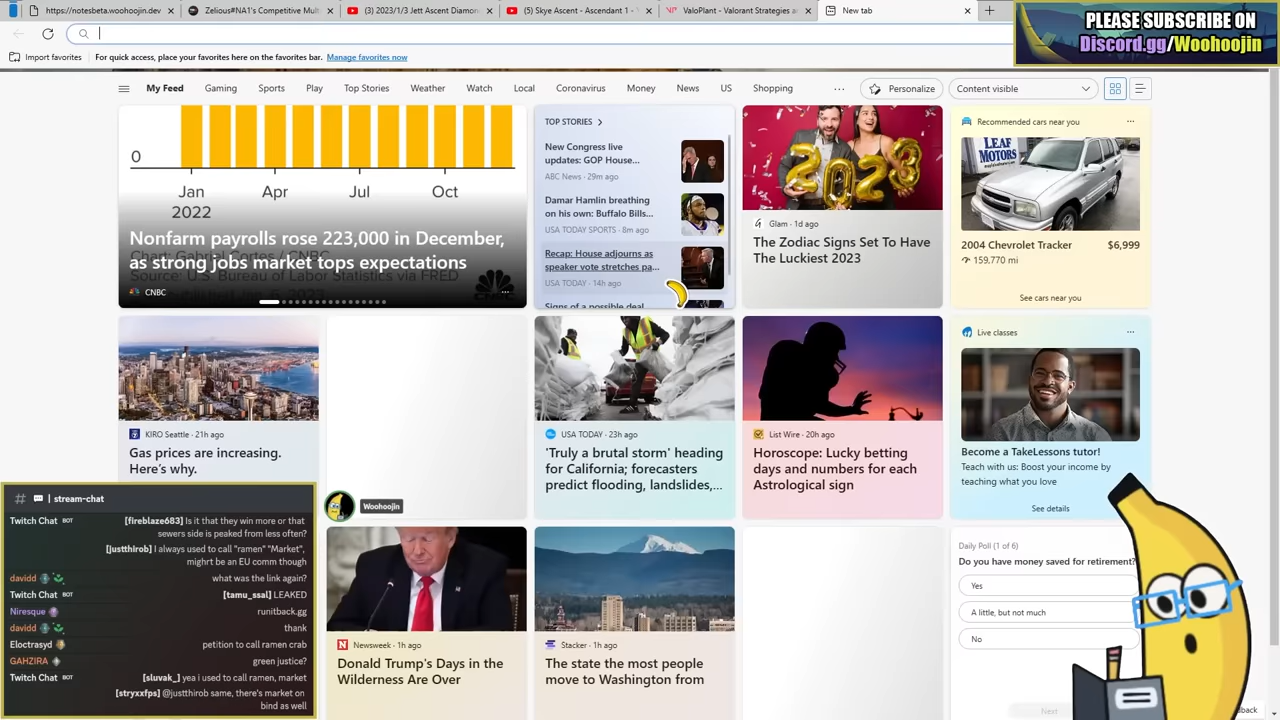 https://notesbeta.woohoojin.dev
Zelious#NA1's Competitive Mult
(3) 2023/1/3 Jett Ascent Diamond
(5) Skye Ascent - Ascendant 1 - V
ValoPlant - Valorant Strategies a
New tab
PLEASE SUBSCRIBE ON
Discord.gg/Woohoojin
Import favorites
For quick access, place your favorites here on the favorites bar. Manage favorites now
My Feed
Gaming
Sports
Play
Top Stories
Weather
Watch
Local
Coronavirus
Money
News
US
Shopping
Personalize
Content visible
0
Jan
Apr
Jul
Oct
2022
Nonfarm payrolls rose 223,000 in December,
as strong jobs market tops expectations
CNBC
TOP STORIES
New Congress live
updates: GOP House...
ABC News · 29m ago
Damar Hamlin breathing
on his own: Buffalo Bills...
USA TODAY SPORTS · 8m ago
Recap: House adjourns as
speaker vote stretches pa...
USA TODAY · 14h ago
Signs of a possible deal
2023
Glam · 1d ago
The Zodiac Signs Set To Have
The Luckiest 2023
Recommended cars near you
LEAF
MOTORS
2004 Chevrolet Tracker
$6,999
159,770 mi
See cars near you
KIRO Seattle · 21h ago
Gas prices are increasing.
Here's why.
USA TODAY · 23h ago
'Truly a brutal storm' heading
for California; forecasters
predict flooding, landslides,...
List Wire · 20h ago
Horoscope: Lucky betting
days and numbers for each
Astrological sign
Live classes
Become a TakeLessons tutor!
Teach with us: Boost your income by
teaching what you love
See details
Woohoojin
# | stream-chat
Twitch Chat BOT [fireblaze683] Is it that they win more or that
sewers side is peaked from less often?
[justthirob] I always used to call "ramen" "Market",
mighrt be an EU comm though
davidd what was the link again?
Twitch Chat BOT [tamu_ssal] LEAKED
Niresque runitback.gg
davidd thank
Eloctrasyd petition to call ramen crab
GAHZIRA green justice?
Twitch Chat BOT [sluvak_] yea i used to call ramen, market
[stryxxfps] @justthirob same, there's market on
bind as well
Newsweek · 1h ago
Donald Trump's Days in the
Wilderness Are Over
Stacker · 1h ago
The state the most people
move to Washington from
Daily Poll (1 of 6)
Do you have money saved for retirement?
Yes
A little, but not much
No
Next
back